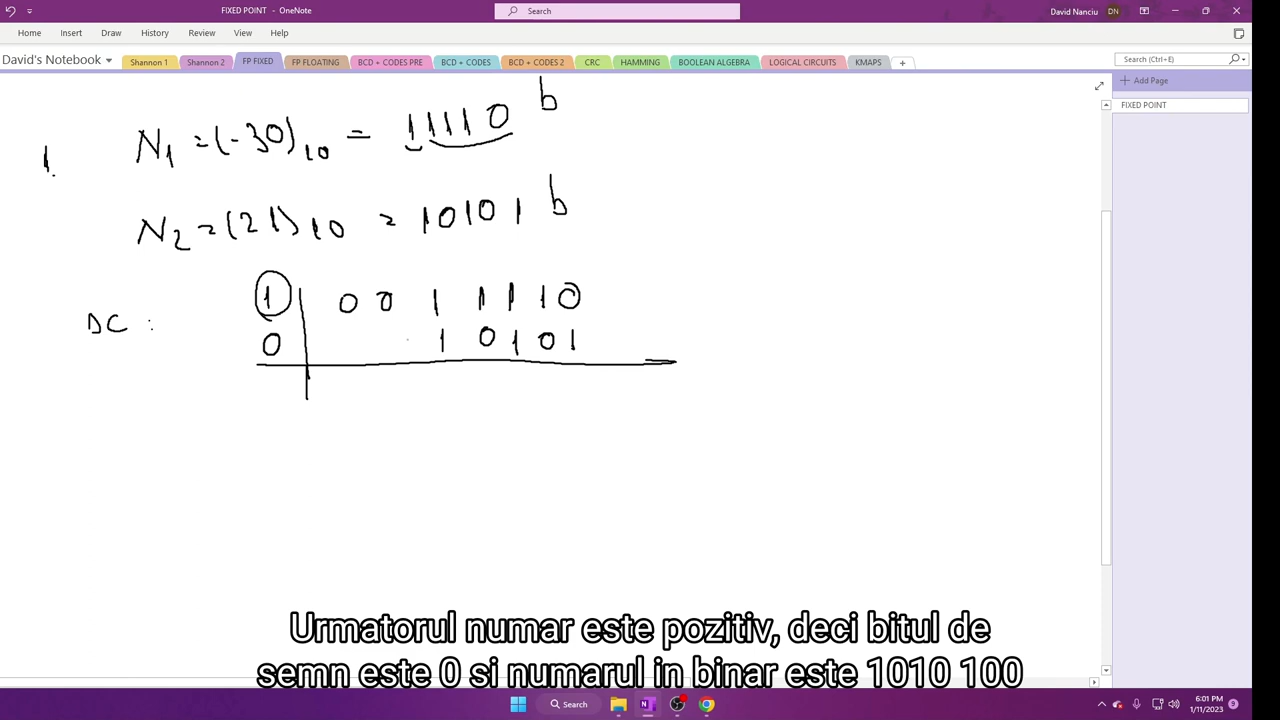 FIXED POINT - OneNote
Search
David Nanciu DN
Home Insert Draw History Review View Help
David's Notebook Shannon 1 Shannon 2 FP FIXED FP FLOATING BCD + CODES PRE BCD + CODES BCD + CODES 2 CRC HAMMING BOOLEAN ALGEBRA LOGICAL CIRCUITS KMAPS Search (Ctrl+E)
Add Page
FIXED POINT
1. N1 = (-30)10 = 11110 b
N2 = (21)10 = 10101 b
DC : 1 | 0 0 1 1 1 1 0
0 | 1 0 1 0 1
Urmatorul numar este pozitiv, deci bitul de
semn este 0 si numarul in binar este 1010 100
Search
6:01 PM
1/11/2023